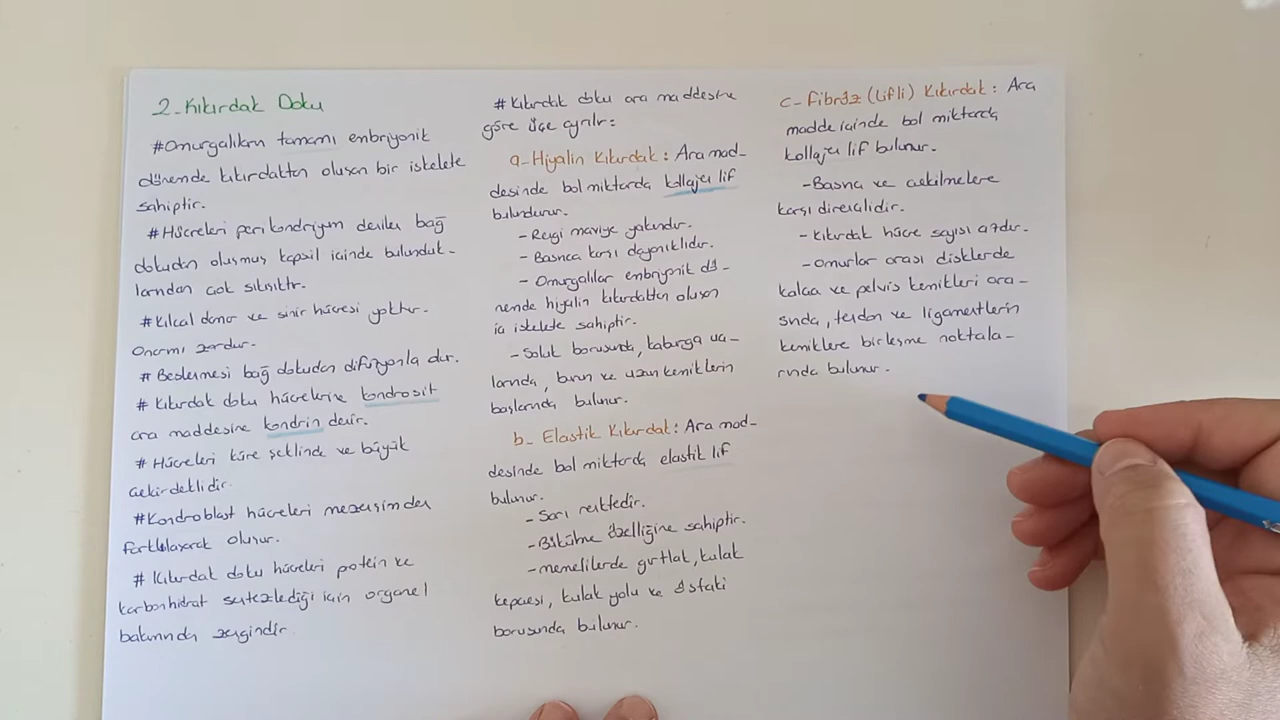 2-Kıkırdak Doku
#Omurgalıların tamamı embriyonik
dönemde kıkırdaktan oluşan bir iskelete
sahiptir.
#Hücreleri perikondriyum denilen bağ
dokudan oluşmuş kapsül içinde bulunduk-
larından çok sıkışıktır.
#Kılcal damar ve sinir hücresi yoktur.
Onarımı zordur.
# Beslenmesi bağ dokudan difüzyonla dır.
# Kıkırdak doku hücrelerine kondrosit
ara maddesine kondrin denir.
# Hücreleri küre şeklinde ve büyük
çekirdeklidir.
#Kondroblast hücreleri mezenşimden
farklılaşarak oluşur.
# Kıkırdak doku hücreleri protein ve
karbonhidrat sentezlediği için organel
bakımında zengindir.
#Kıkırdak doku ara maddesine
göre üçe ayrılır:
a-Hiyalin Kıkırdak: Ara mad-
desinde bol miktarda kollajen lif
bulundurur.
- Rengi maviye yakındır.
- Basınca karşı dayanıklıdır.
- Omurgalılar embriyonik dö-
nemde hiyalin kıkırdaktan oluşan
iç iskelete sahiptir.
- Soluk borusunda, kaburga uç-
larında, burun ve uzun kemiklerin
başlarında bulunur.
b- Elastik Kıkırdak: Ara mad-
desinde bol miktarda elastik lif
bulunur.
- Sarı renktedir.
-Bükülme özelliğine sahiptir.
-memelilerde gırtlak, kulak
kepçesi, kulak yolu ve östaki
borusunda bulunur.
c- Fibröz (Lifli) Kıkırdak: Ara
madde içinde bol miktarda
kollajen lif bulunur.
-Basınç ve çekilmelere
karşı dirençlidir.
- Kıkırdak hücre sayısı azdır.
-Omurlar arası disklerde
kalça ve pelvis kemikleri ara-
sında, tendon ve ligamentlerin
kemiklere birleşme noktala-
rında bulunur.